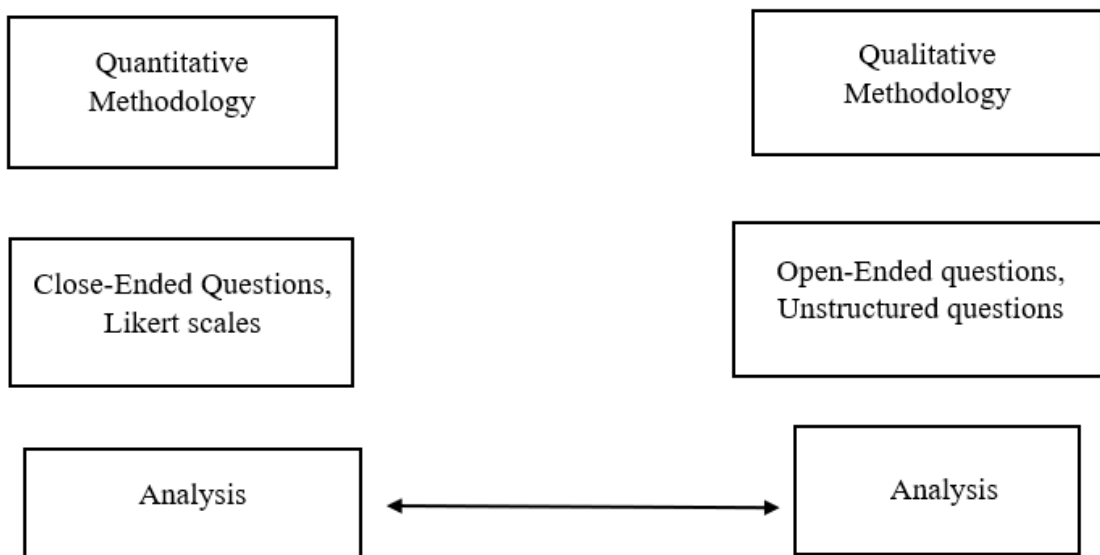 Quantitative
Methodology
Qualitative
Methodology
Close-Ended Questions,
Likert scales
Open-Ended questions,
Unstructured questions
Analysis
Analysis